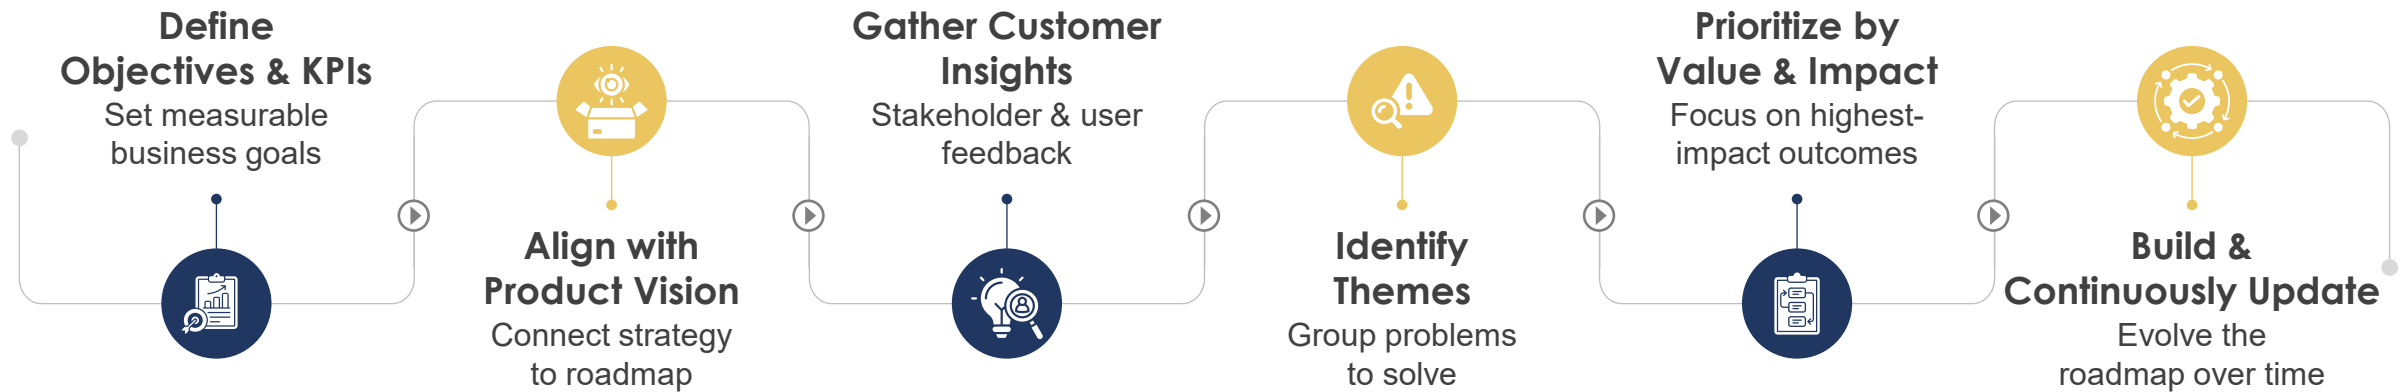 Define
Objectives & KPIs
Set measurable
business goals
Align with
Product Vision
Connect strategy
to roadmap
Gather Customer
Insights
Stakeholder & user
feedback
Identify
Themes
Group problems
to solve
Prioritize by
Value & Impact
Focus on highest-
impact outcomes
Build &
Continuously Update
Evolve the
roadmap over time